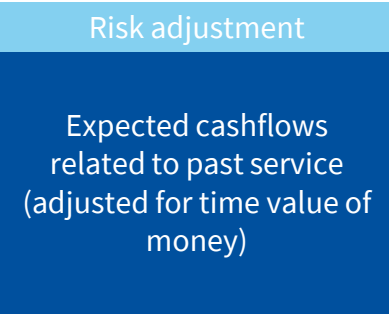 Risk adjustment
Expected cashflows
related to past service
(adjusted for time value of
money)